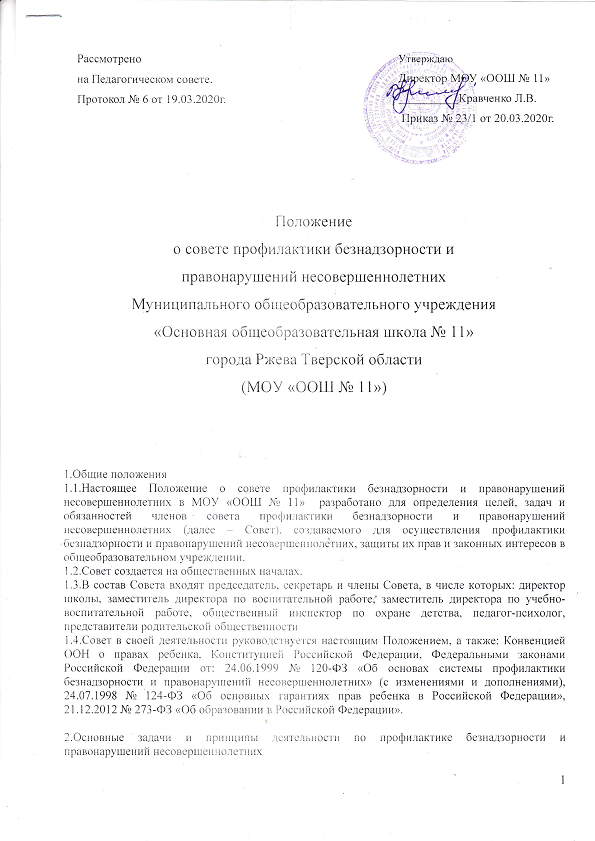 Рассмотрено
на Педагогическом совете.
Протокол № 6 от 19.03.2020г.
Утверждаю
Директор МОУ «ООШ № 11»
Кравченко Л.В.
Приказ № 23/1 от 20.03.2020г.
Положение
о совете профилактики безнадзорности и
правонарушений несовершеннолетних
Муниципального общеобразовательного учреждения
«Основная общеобразовательная школа № 11»
города Ржева Тверской области
(МОУ «ООШ № 11»)
1.Общие положения
1.1.Настоящее Положение о совете профилактики безнадзорности и правонарушений
несовершеннолетних в МОУ «ООШ № 11» разработано для определения целей, задач и
обязанностей членов совета профилактики безнадзорности и правонарушений
несовершеннолетних (далее – Совет), создаваемого для осуществления профилактики
безнадзорности и правонарушений несовершеннолетних, защиты их прав и законных интересов в
общеобразовательном учреждении.
1.2.Совет создается на общественных началах.
1.3.В состав Совета входят председатель, секретарь и члены Совета, в числе которых: директор
школы, заместитель директора по воспитательной работе, заместитель директора по учебно-
воспитательной работе, общественный инспектор по охране детства, педагог-психолог,
представители родительской общественности
1.4.Совет в своей деятельности руководствуется настоящим Положением, а также: Конвенцией
ООН о правах ребенка, Конституцией Российской Федерации, Федеральными законами
Российской Федерации от: 24.06.1999 № 120-ФЗ «Об основах системы профилактики
безнадзорности и правонарушений несовершеннолетних» (с изменениями и дополнениями),
24.07.1998 № 124-ФЗ «Об основных гарантиях прав ребенка в Российской Федерации»,
21.12.2012 № 273-ФЗ «Об образовании в Российской Федерации».
2.Основные задачи и принципы деятельности по профилактике безнадзорности и
правонарушений несовершеннолетних
1